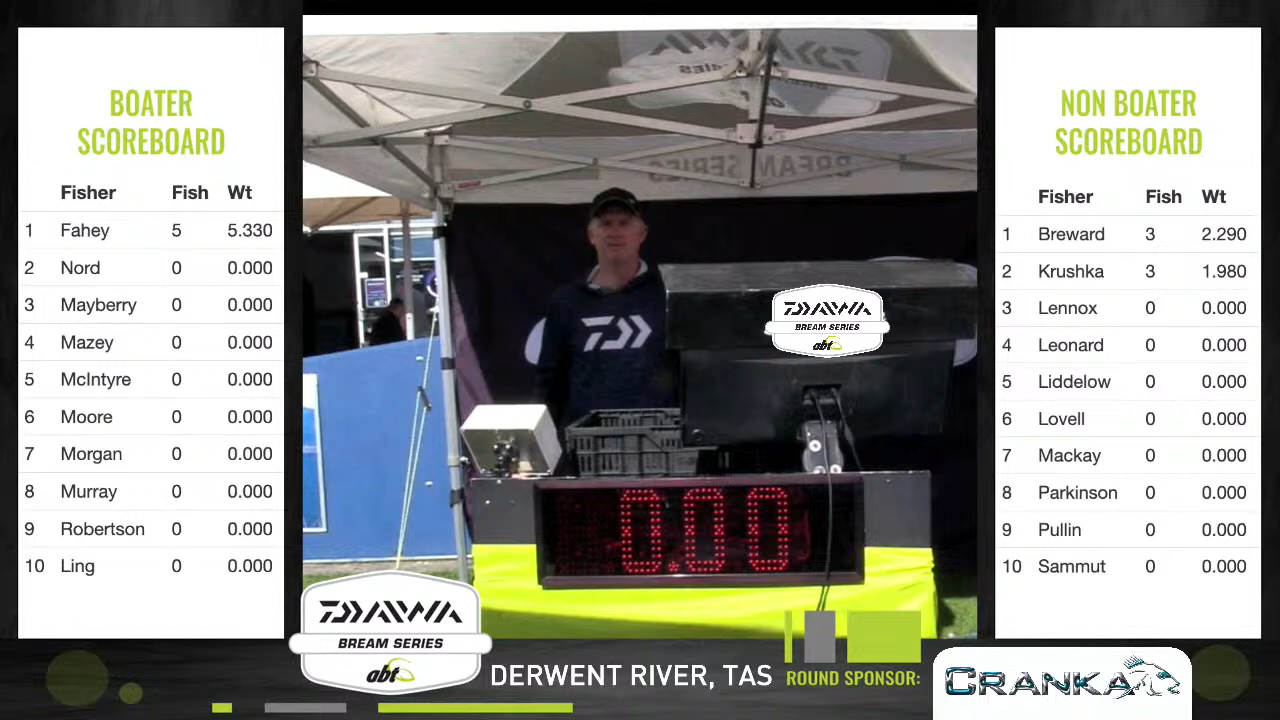 BOATER
SCOREBOARD
Fisher Fish Wt
1 Fahey 5 5.330
2 Nord 0 0.000
3 Mayberry 0 0.000
4 Mazey 0 0.000
5 McIntyre 0 0.000
6 Moore 0 0.000
7 Morgan 0 0.000
8 Murray 0 0.000
9 Robertson 0 0.000
10 Ling 0 0.000
DAIWA
SERIES
BREAM SERIES
DAIWA
BREAM SERIES
abt
0.00
NON BOATER
SCOREBOARD
Fisher Fish Wt
1 Breward 3 2.290
2 Krushka 3 1.980
3 Lennox 0 0.000
4 Leonard 0 0.000
5 Liddelow 0 0.000
6 Lovell 0 0.000
7 Mackay 0 0.000
8 Parkinson 0 0.000
9 Pullin 0 0.000
10 Sammut 0 0.000
DAIWA
BREAM SERIES
abt
DERWENT RIVER, TAS
ROUND SPONSOR:
CRANKA